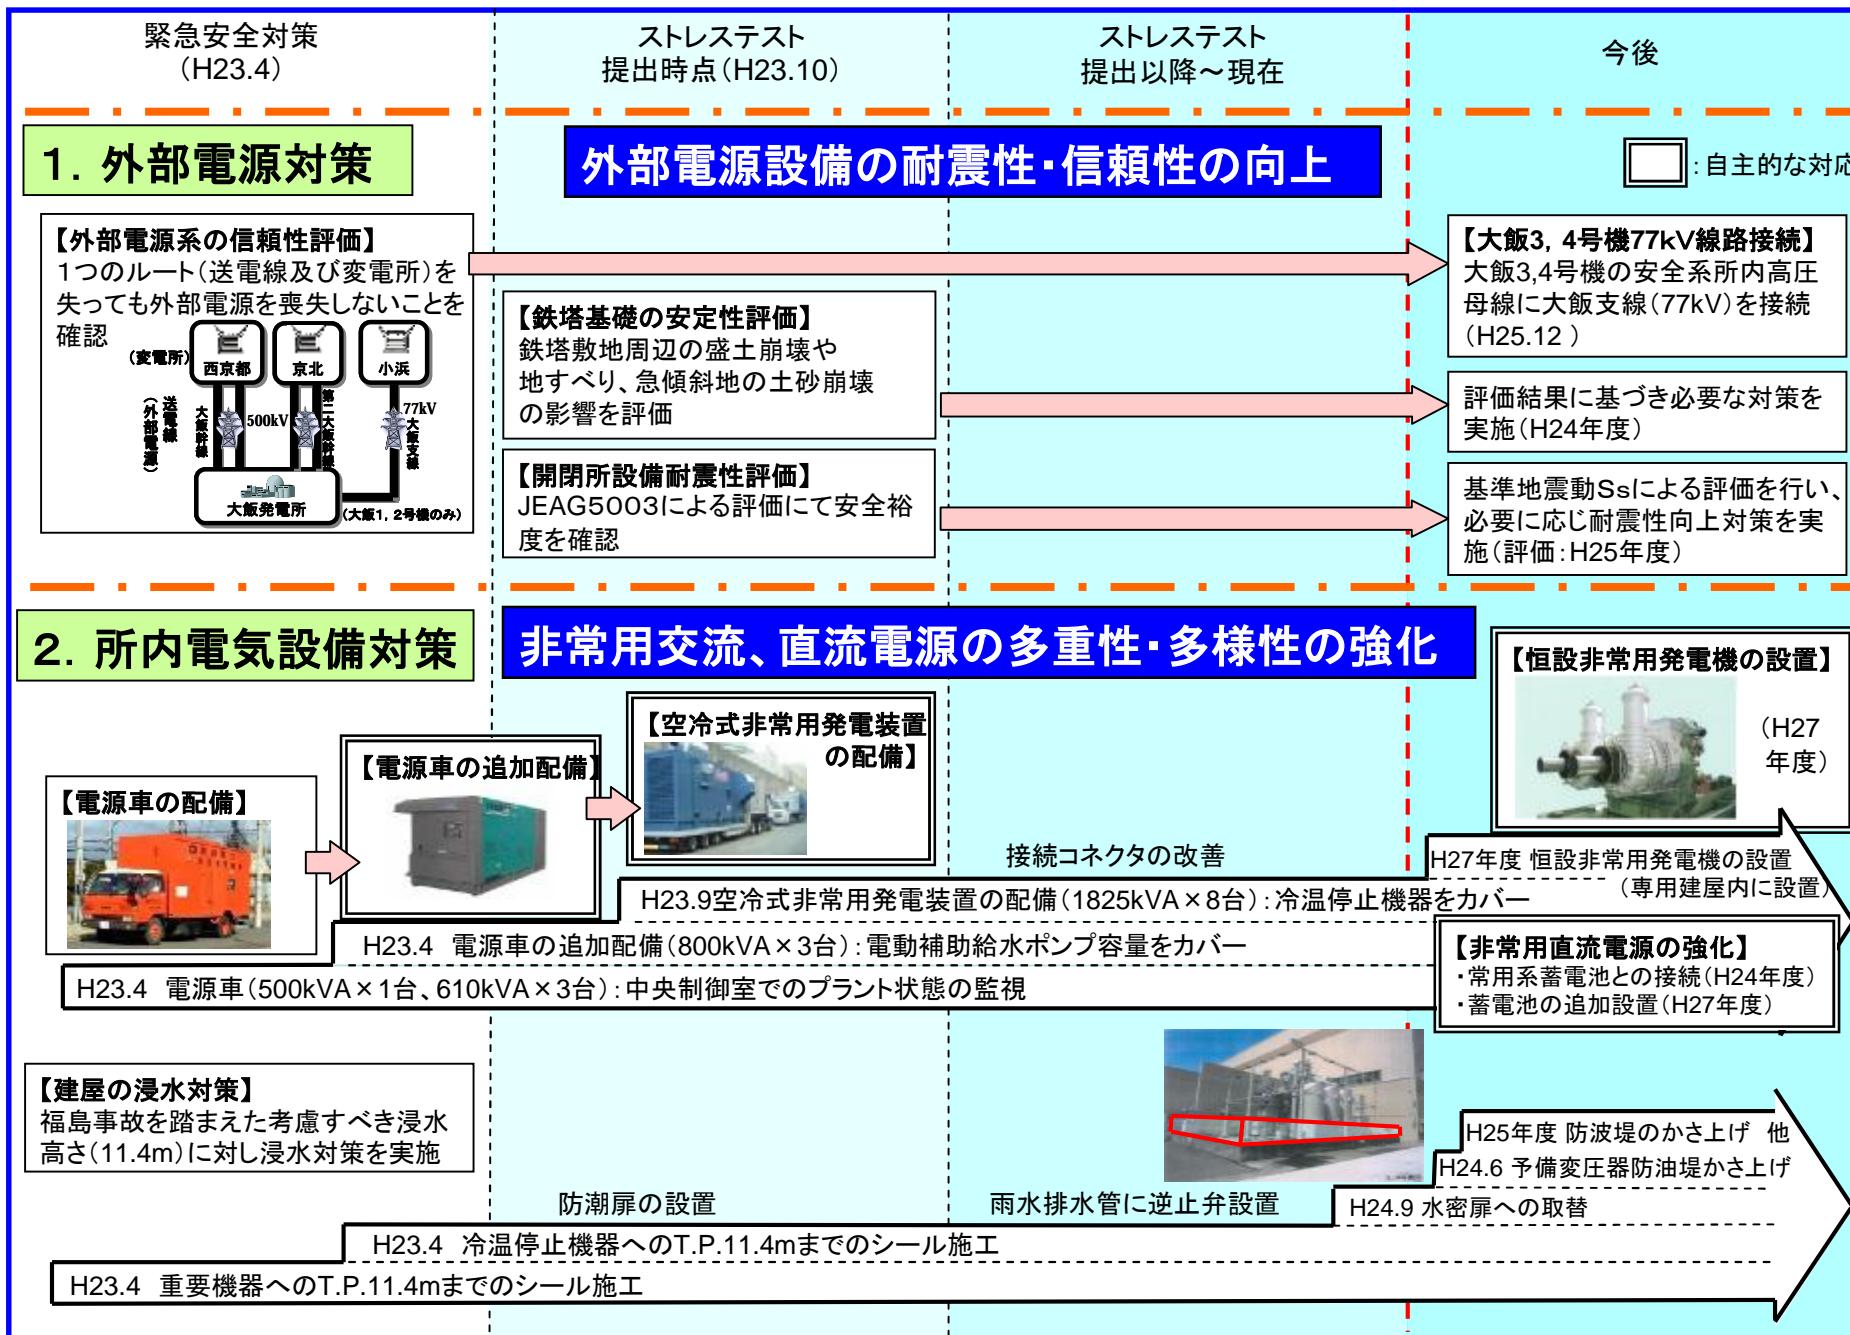 緊急安全対策
(H23.4)
ストレステスト
提出時点(H23.10)
ストレステスト
提出以降～現在
今後
1. 外部電源対策
外部電源設備の耐震性・信頼性の向上
：自主的な対応
【外部電源系の信頼性評価】
1つのルート(送電線及び変電所)を
失っても外部電源を喪失しないことを
確認
(変電所)
西京都
京北
小浜
送電線
(外部電源)
大飯幹線
500kV
第二大飯幹線
77kV
大飯支線
大飯発電所
(大飯1, 2号機のみ)
【鉄塔基礎の安定性評価】
鉄塔敷地周辺の盛土崩壊や
地すべり、急傾斜地の土砂崩壊
の影響を評価
【開閉所設備耐震性評価】
JEAG5003による評価にて安全裕
度を確認
【大飯3, 4号機77kV線路接続】
大飯3,4号機の安全系所内高圧
母線に大飯支線(77kV)を接続
(H25.12 )
評価結果に基づき必要な対策を
実施(H24年度)
基準地震動Ssによる評価を行い、
必要に応じ耐震性向上対策を実
施(評価：H25年度)
2. 所内電気設備対策
非常用交流、直流電源の多重性・多様性の強化
【恒設非常用発電機の設置】
(H27
年度)
【空冷式非常用発電装置
の配備】
【電源車の追加配備】
【電源車の配備】
接続コネクタの改善
H27年度 恒設非常用発電機の設置
(専用建屋内に設置)
H23.9空冷式非常用発電装置の配備(1825kVA×8台)：冷温停止機器をカバー
H23.4 電源車の追加配備(800kVA×3台)：電動補助給水ポンプ容量をカバー
H23.4 電源車(500kVA×1台、610kVA×3台)：中央制御室でのプラント状態の監視
【非常用直流電源の強化】
・常用系蓄電池との接続(H24年度)
・蓄電池の追加設置(H27年度)
【建屋の浸水対策】
福島事故を踏まえた考慮すべき浸水
高さ(11.4m)に対し浸水対策を実施
H25年度 防波堤のかさ上げ 他
H24.6 予備変圧器防油堤かさ上げ
防潮扉の設置
雨水排水管に逆止弁設置
H24.9 水密扉への取替
H23.4 冷温停止機器へのT.P.11.4mまでのシール施工
H23.4 重要機器へのT.P.11.4mまでのシール施工